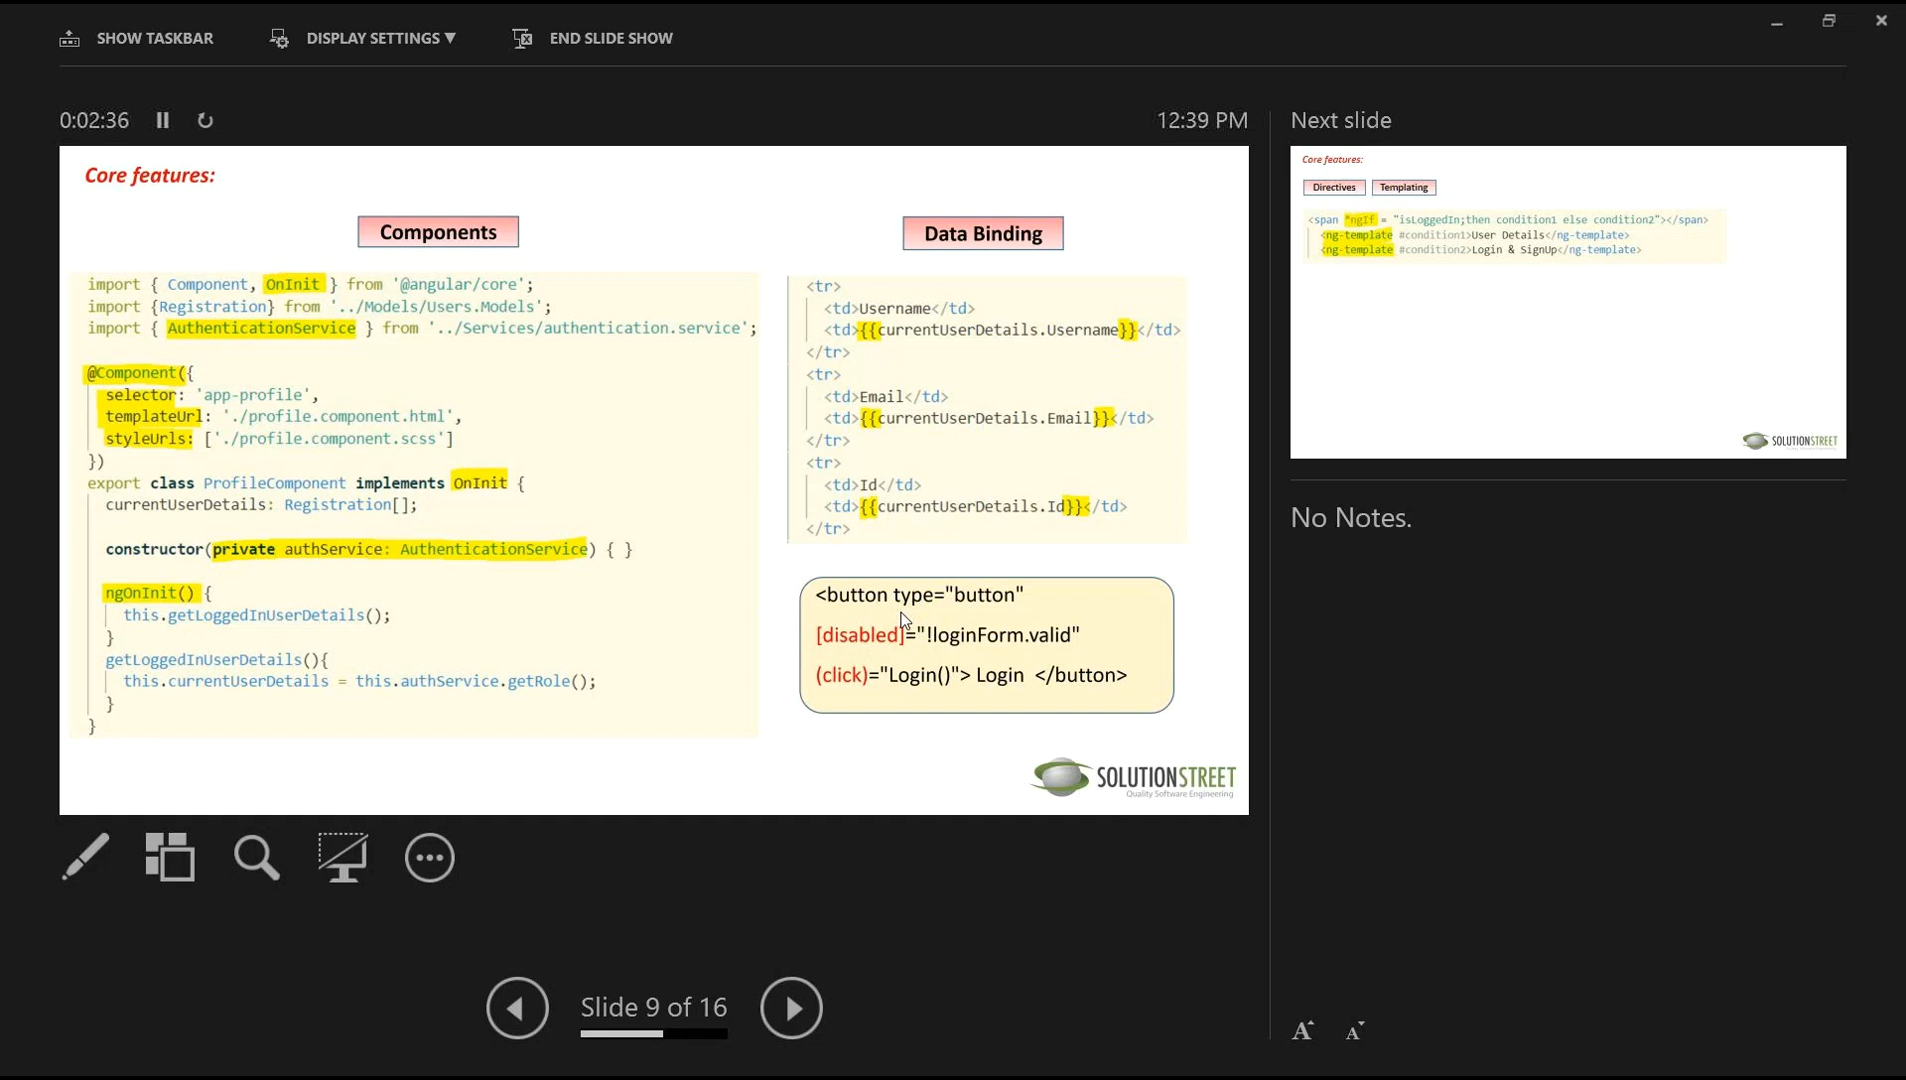 SHOW TASKBAR
DISPLAY SETTINGS ▼
END SLIDE SHOW
0:02:36
12:39 PM
Core features:
Components
import { Component, OnInit } from '@angular/core';
import {Registration} from '../Models/Users.Models';
import { AuthenticationService } from '../Services/authentication.service';
@Component({
selector: 'app-profile',
templateUrl: './profile.component.html',
styleUrls: ['./profile.component.scss']
})
export class ProfileComponent implements OnInit {
currentUserDetails: Registration[];
constructor(private authService: AuthenticationService) { }
ngOnInit() {
this.getLoggedInUserDetails();
}
getLoggedInUserDetails(){
this.currentUserDetails = this.authService.getRole();
}
}
Data Binding
<tr>
<td>Username</td>
<td>{{currentUserDetails.Username}}</td>
</tr>
<tr>
<td>Email</td>
<td>{{currentUserDetails.Email}}</td>
</tr>
<tr>
<td>Id</td>
<td>{{currentUserDetails.Id}}</td>
</tr>
<button type="button"
[disabled]="!loginForm.valid"
(click)="Login()"> Login </button>
SOLUTIONSTREET
Quality Software Engineering
Slide 9 of 16
Next slide
Core features:
Directives
Templating
<span *ngIf = "isLoggedIn;then condition1 else condition2"></span>
<ng-template #condition1>User Details</ng-template>
<ng-template #condition2>Login & SignUp</ng-template>
SOLUTIONSTREET
No Notes.
A A